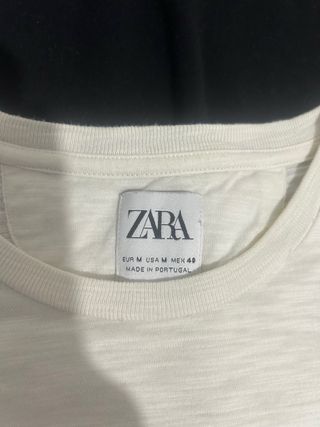 ZARA
EUR M USA M MEX 40
MADE IN PORTUGAL